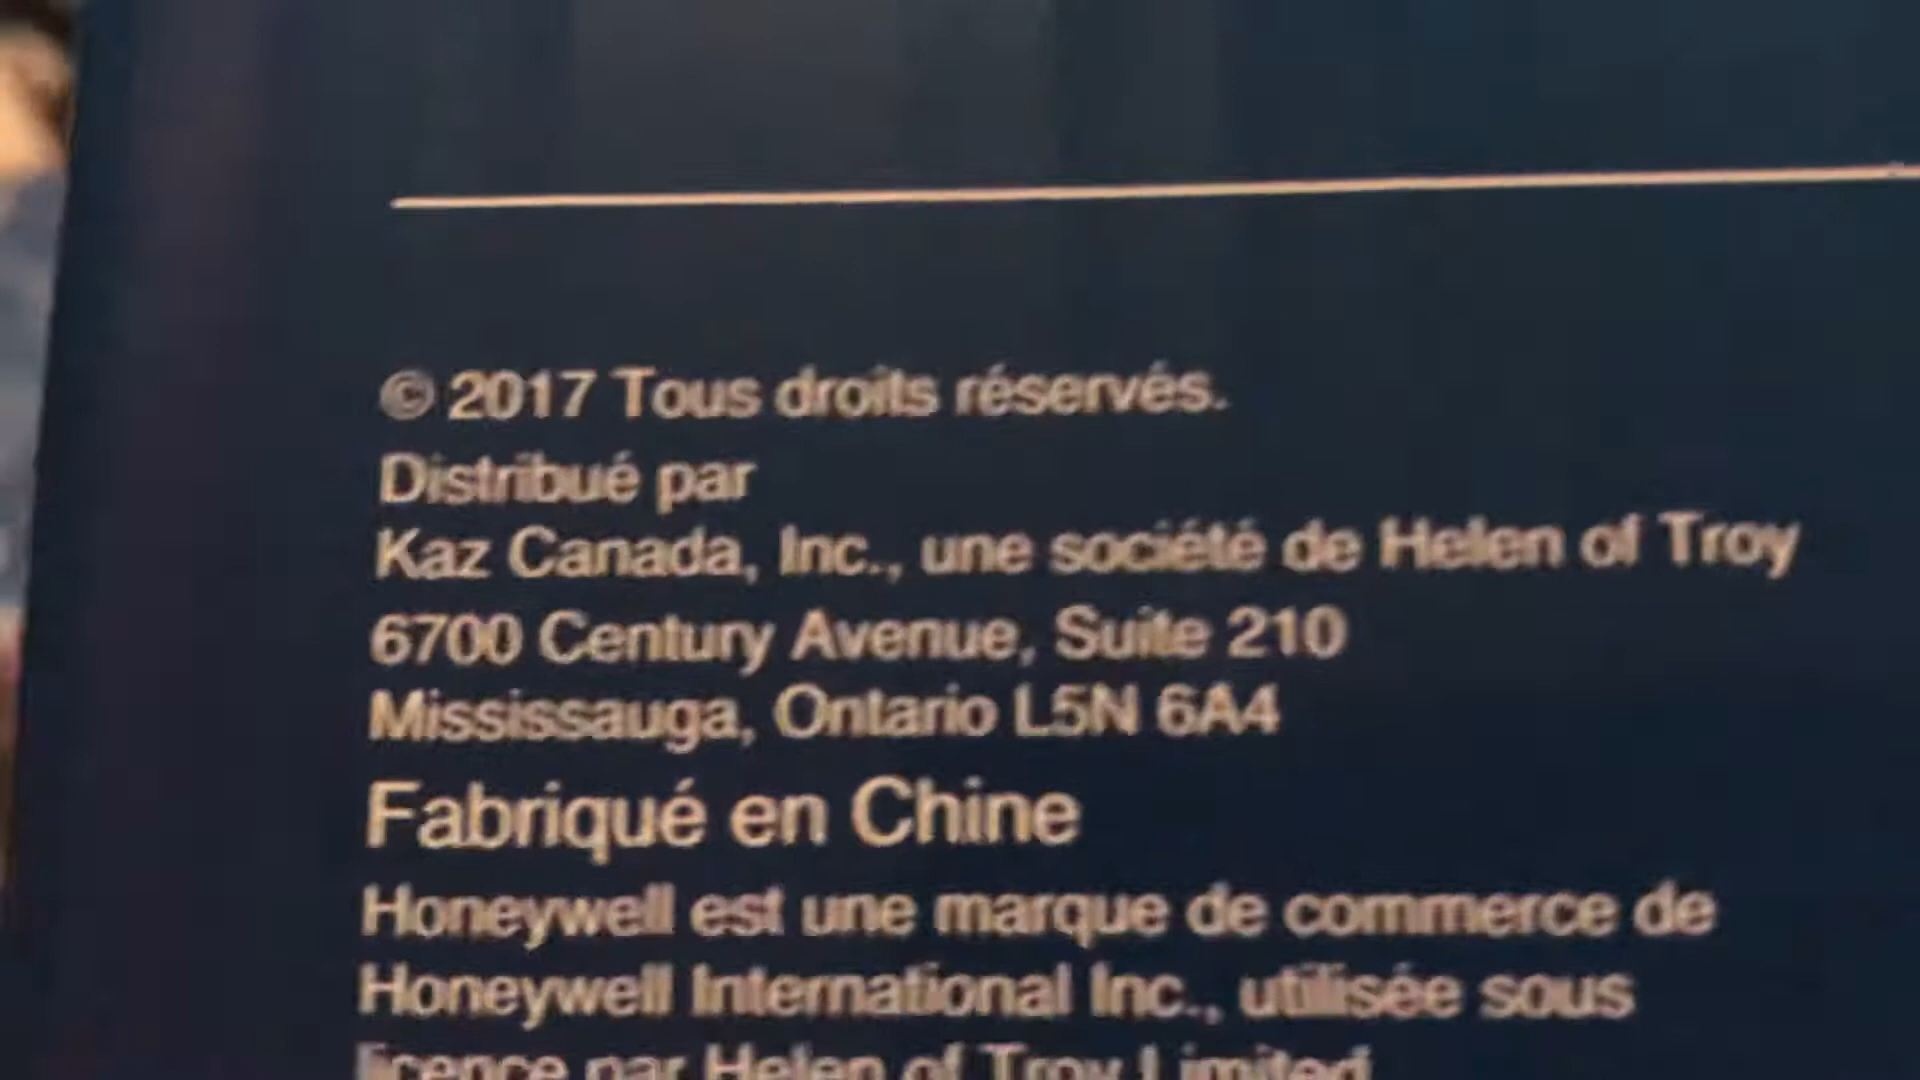 © 2017 Tous droits réservés.
Distribué par
Kaz Canada, Inc., une société de Helen of Troy
6700 Century Avenue, Suite 210
Mississauga, Ontario L5N 6A4
Fabriqué en Chine
Honeywell est une marque de commerce de
Honeywell International Inc., utilisée sous
licence par Helen of Troy Limited